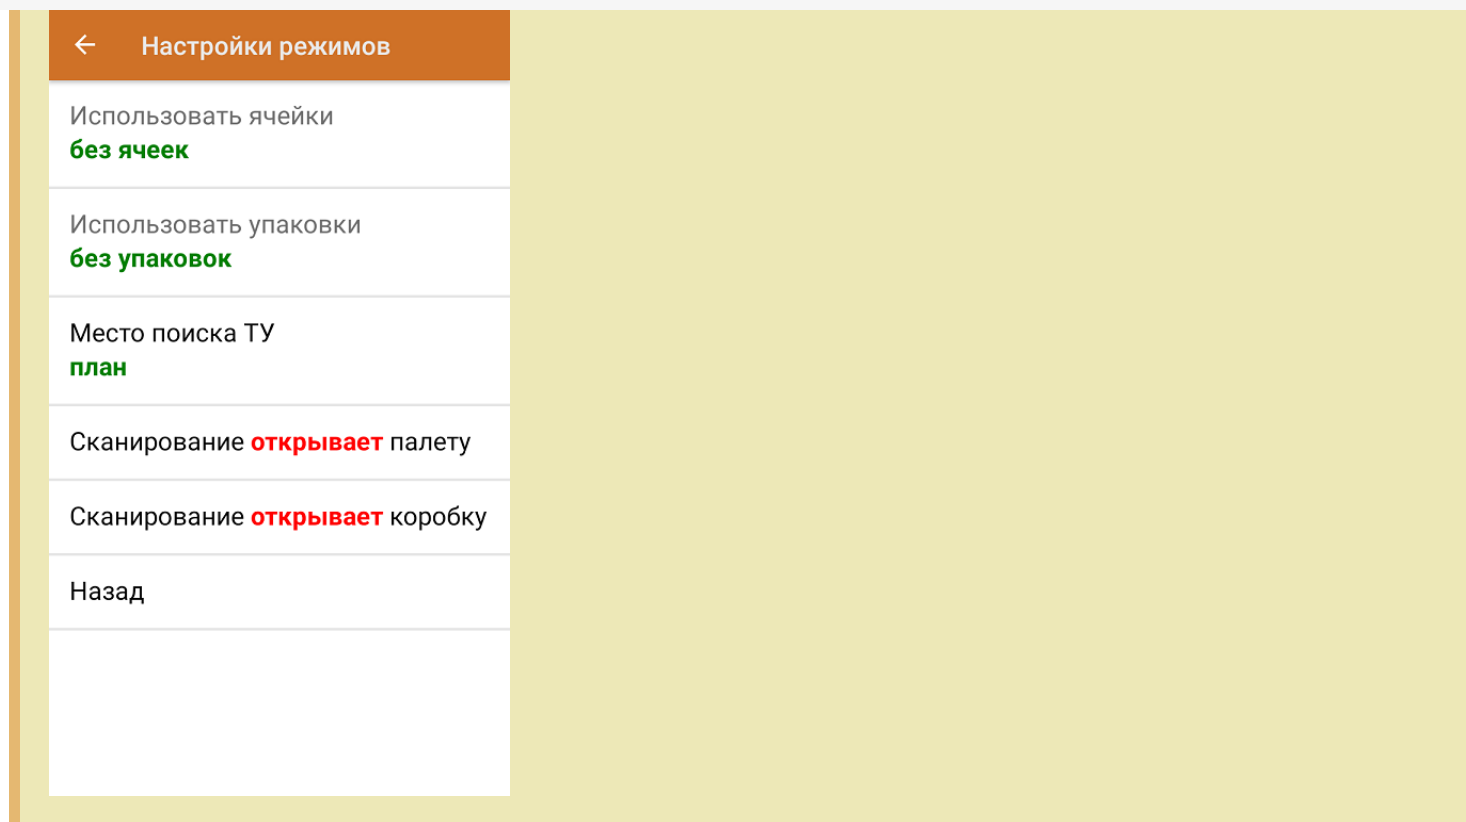 Настройки режимов
Использовать ячейки
без ячеек
Использовать упаковки
без упаковок
Место поиска ТУ
план
Сканирование открывает палету
Сканирование открывает коробку
Назад